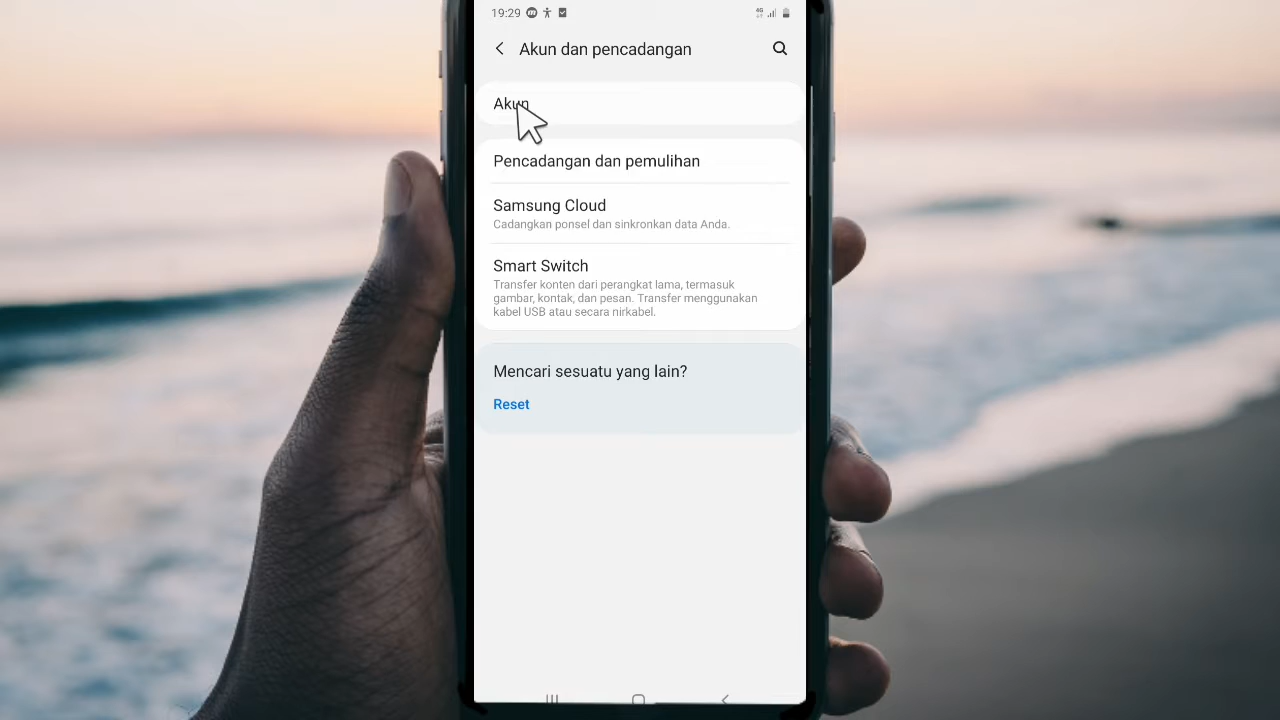 19:29
4G
Akun dan pencadangan
Akun
Pencadangan dan pemulihan
Samsung Cloud
Cadangkan ponsel dan sinkronkan data Anda.
Smart Switch
Transfer konten dari perangkat lama, termasuk
gambar, kontak, dan pesan. Transfer menggunakan
kabel USB atau secara nirkabel.
Mencari sesuatu yang lain?
Reset